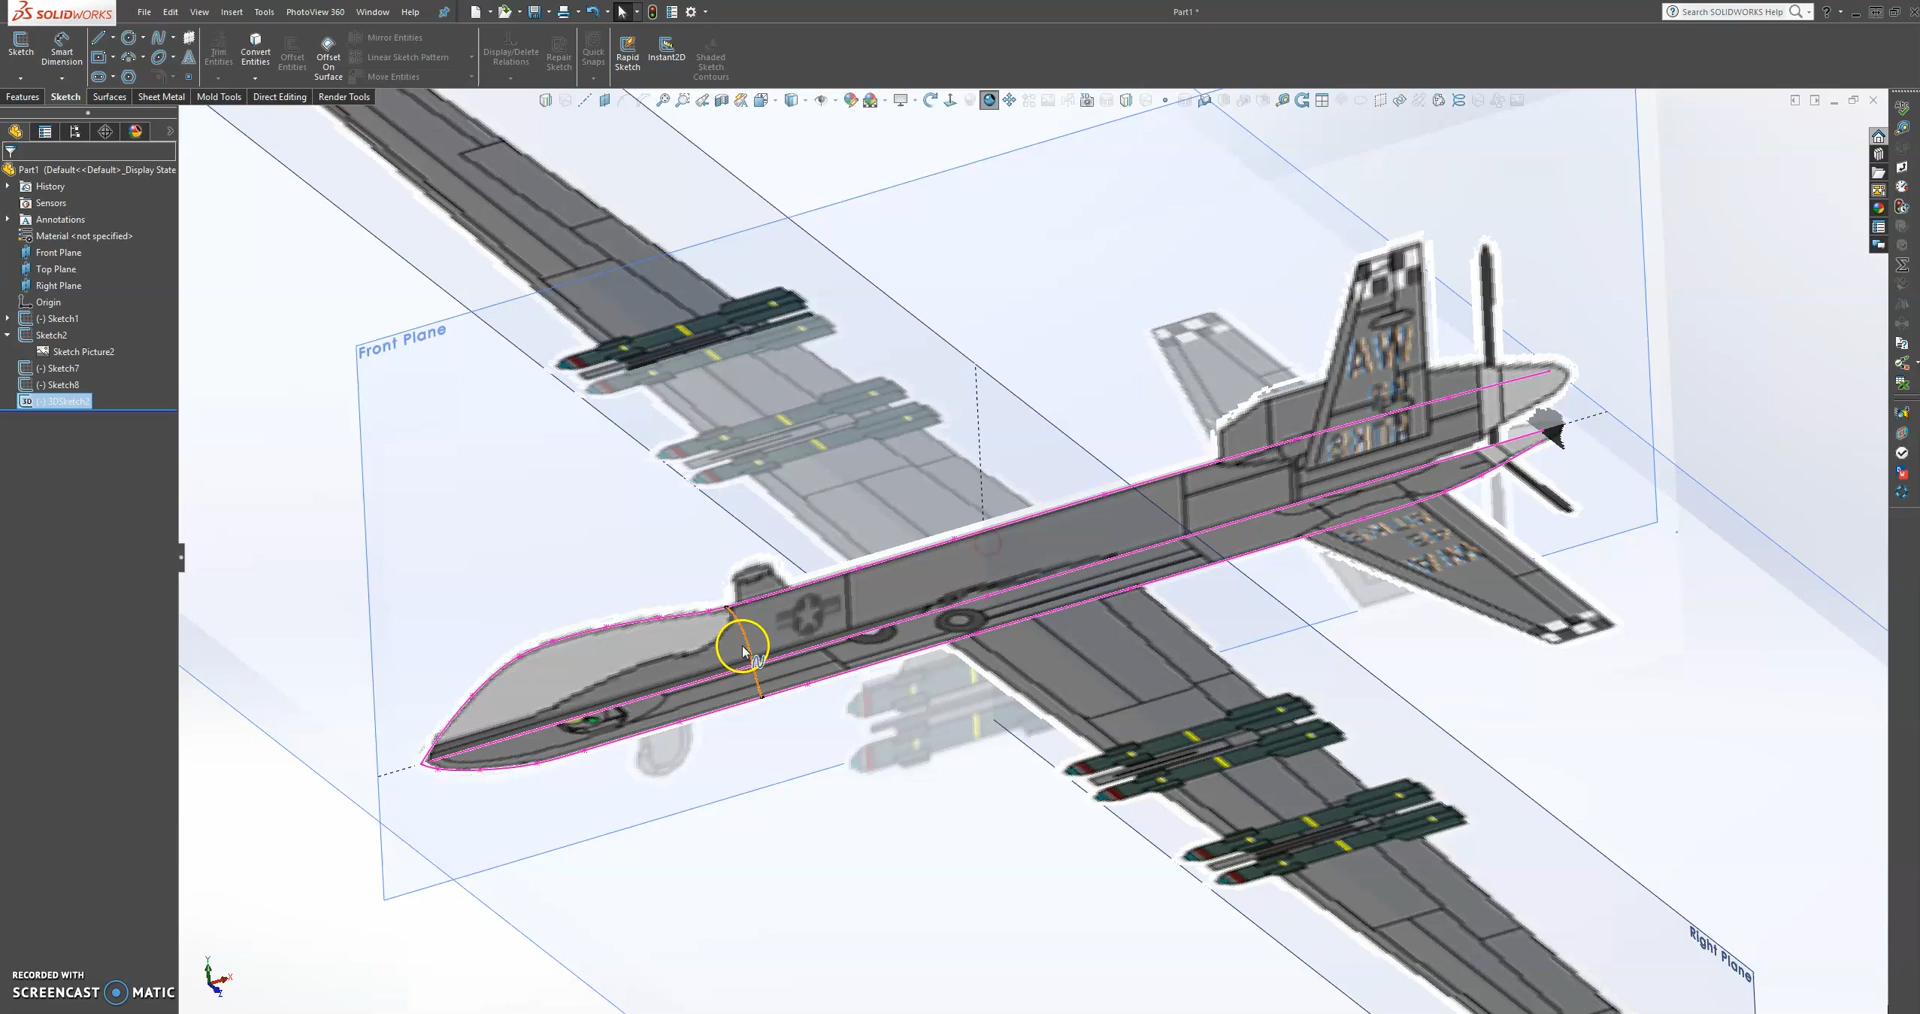 SOLIDWORKS
File
Edit
View
Insert
Tools
PhotoView 360
Window
Help
Part1 *
Search SOLIDWORKS Help
Sketch
Smart Dimension
Trim Entities
Convert Entities
Offset Entities
Offset On Surface
Mirror Entities
Linear Sketch Pattern
Move Entities
Display/Delete Relations
Repair Sketch
Quick Snaps
Rapid Sketch
Instant2D
Shaded Sketch Contours
Features
Sketch
Surfaces
Sheet Metal
Mold Tools
Direct Editing
Render Tools
Part1 (Default<<Default>_Display State
History
Sensors
Annotations
Material <not specified>
Front Plane
Top Plane
Right Plane
Origin
(-) Sketch1
Sketch2
Sketch Picture2
(-) Sketch7
(-) Sketch8
3D (-) 3DSketch2
Front Plane
Right Plane
Y
X
Z
RECORDED WITH
SCREENCAST MATIC